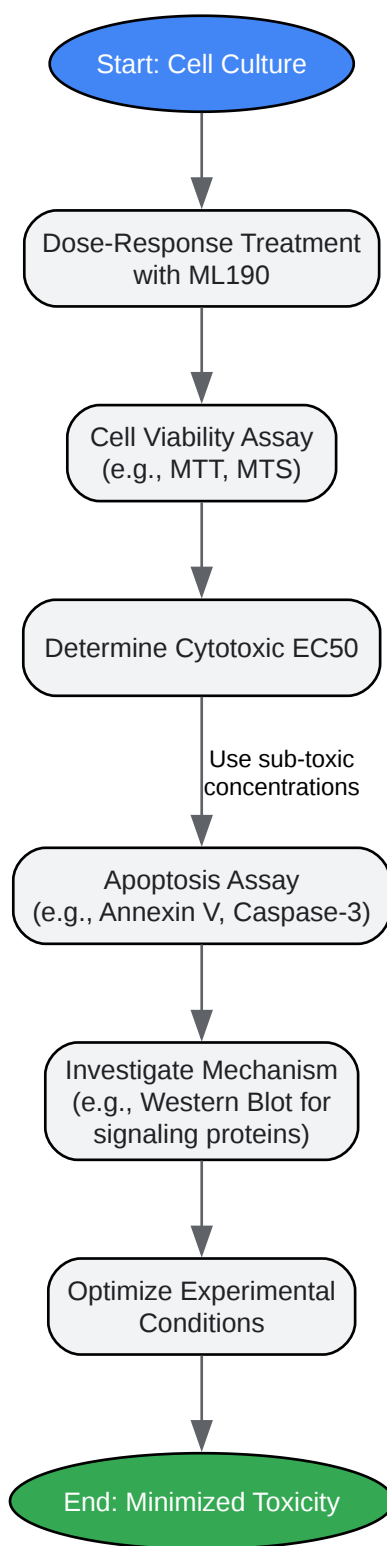 Start: Cell Culture
Dose-Response Treatment
with ML190
Cell Viability Assay
(e.g., MTT, MTS)
Determine Cytotoxic EC50
Use sub-toxic
concentrations
Apoptosis Assay
(e.g., Annexin V, Caspase-3)
Investigate Mechanism
(e.g., Western Blot for
signaling proteins)
Optimize Experimental
Conditions
End: Minimized Toxicity